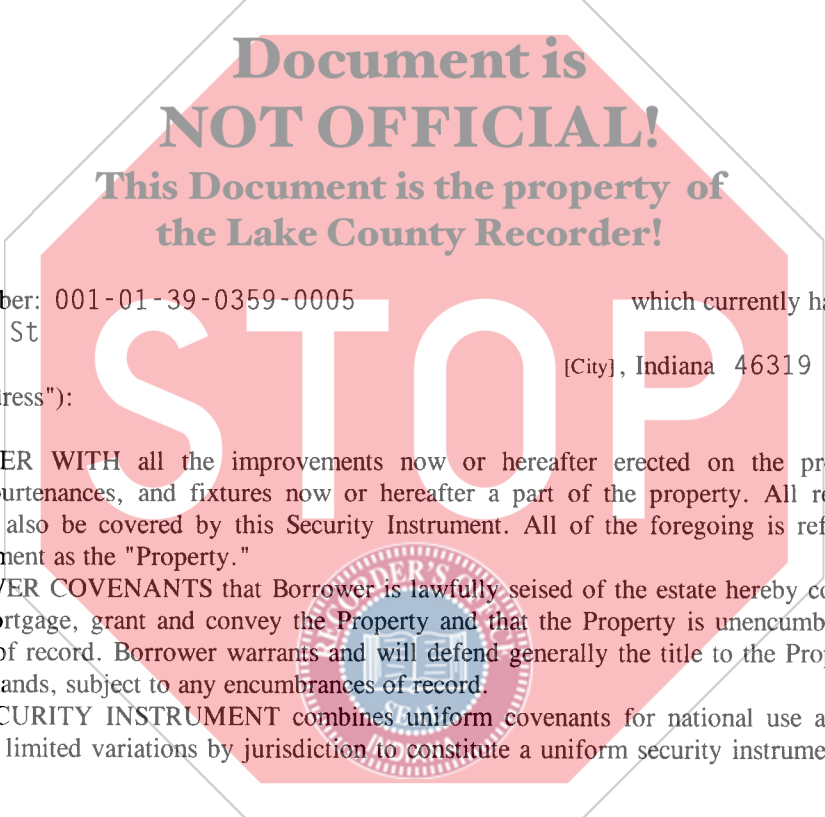 Document is
NOT OFFICIAL!
This Document is the property of
the Lake County Recorder!
ber: 001-01-39-0359-0005 which currently ha
St
[City], Indiana 46319
ress"):
STOP
ER WITH all the improvements now or hereafter erected on the pr
urtenances, and fixtures now or hereafter a part of the property. All re
also be covered by this Security Instrument. All of the foregoing is ref
ment as the "Property."
VER COVENANTS that Borrower is lawfully seised of the estate hereby co
rtgage, grant and convey the Property and that the Property is unencumb
of record. Borrower warrants and will defend generally the title to the Prop
ands, subject to any encumbrances of record.
CURITY INSTRUMENT combines uniform covenants for national use a
limited variations by jurisdiction to constitute a uniform security instrume
SEAL
INDIANA